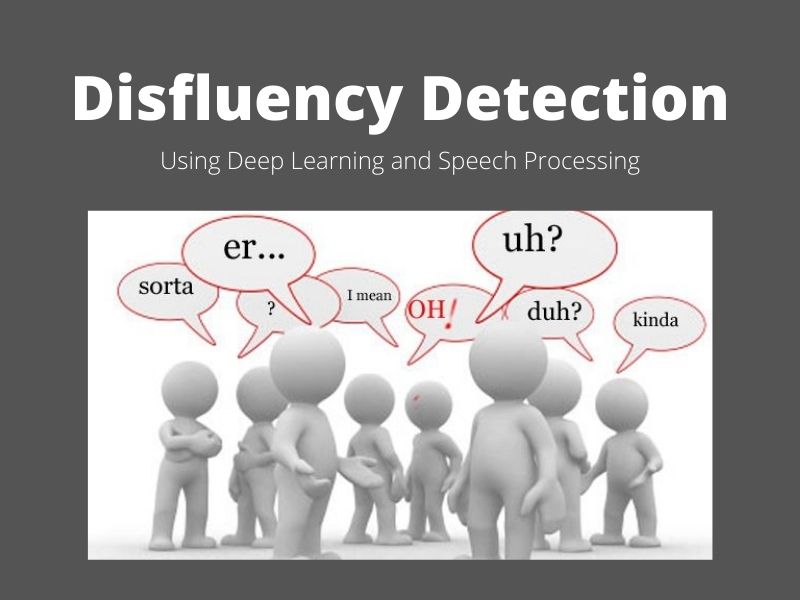 Disfluency Detection
Using Deep Learning and Speech Processing
er...
uh?
sorta
?
I mean
OH!
duh?
kinda